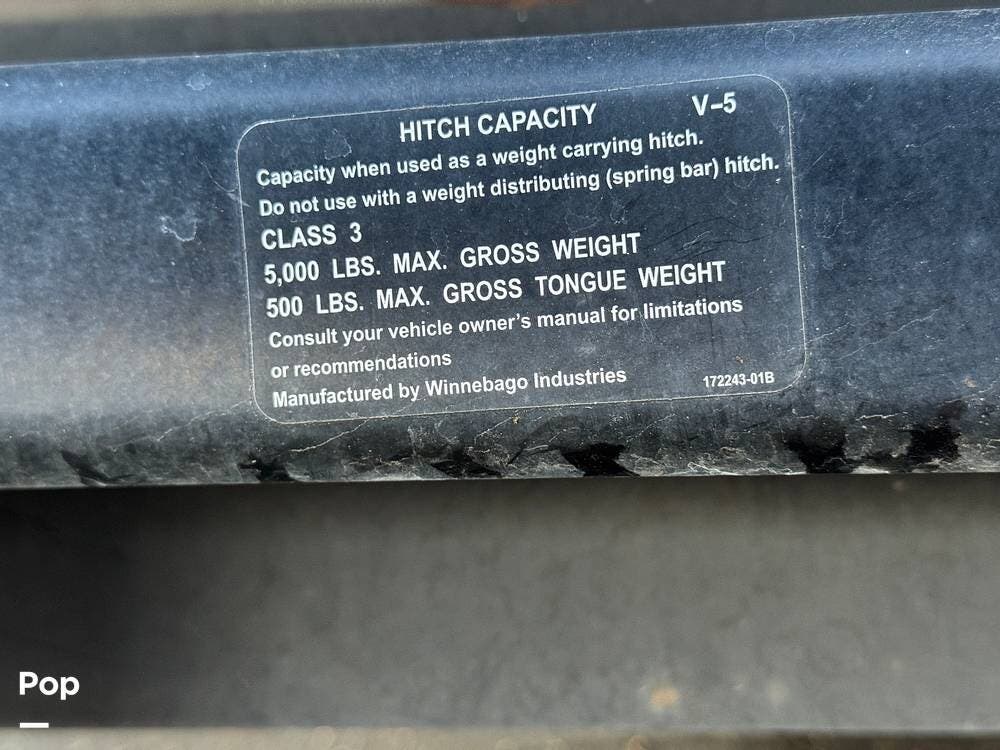 HITCH CAPACITY V-5
Capacity when used as a weight carrying hitch.
Do not use with a weight distributing (spring bar) hitch.
CLASS 3
5,000 LBS. MAX. GROSS WEIGHT
500 LBS. MAX. GROSS TONGUE WEIGHT
Consult your vehicle owner's manual for limitations
or recommendations
Manufactured by Winnebago Industries 172243-01B
Pop